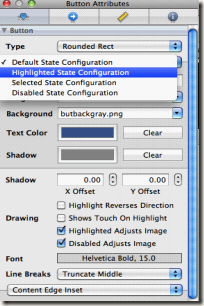 Button Attributes
Button
Type Rounded Rect
Default State Configuration
Highlighted State Configuration
Selected State Configuration
Disabled State Configuration
Background butbackgray.png
Text Color Clear
Shadow Clear
Shadow 0.00 0.00
X Offset Y Offset
Highlight Reverses Direction
Drawing Shows Touch On Highlight
Highlighted Adjusts Image
Disabled Adjusts Image
Font Helvetica Bold, 15.0
Line Breaks Truncate Middle
Content Edge Inset